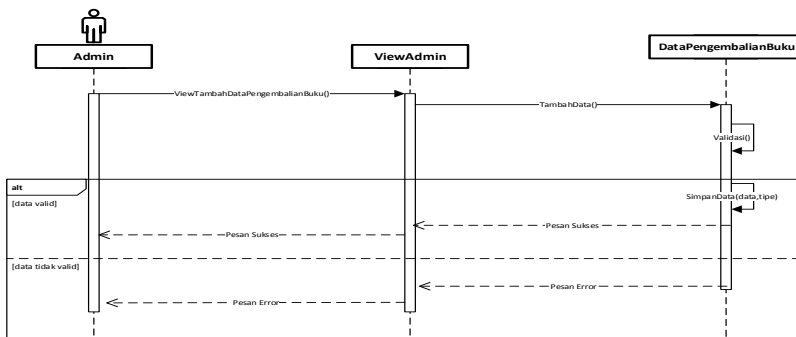 Admin
ViewAdmin
DataPengembalianBuku
ViewTambahDataPengembalianBuku()
TambahData()
Validasi()
alt
[data valid]
SimpanData(data,tipe)
Pesan Sukses
Pesan Sukses
[data tidak valid]
Pesan Error
Pesan Error